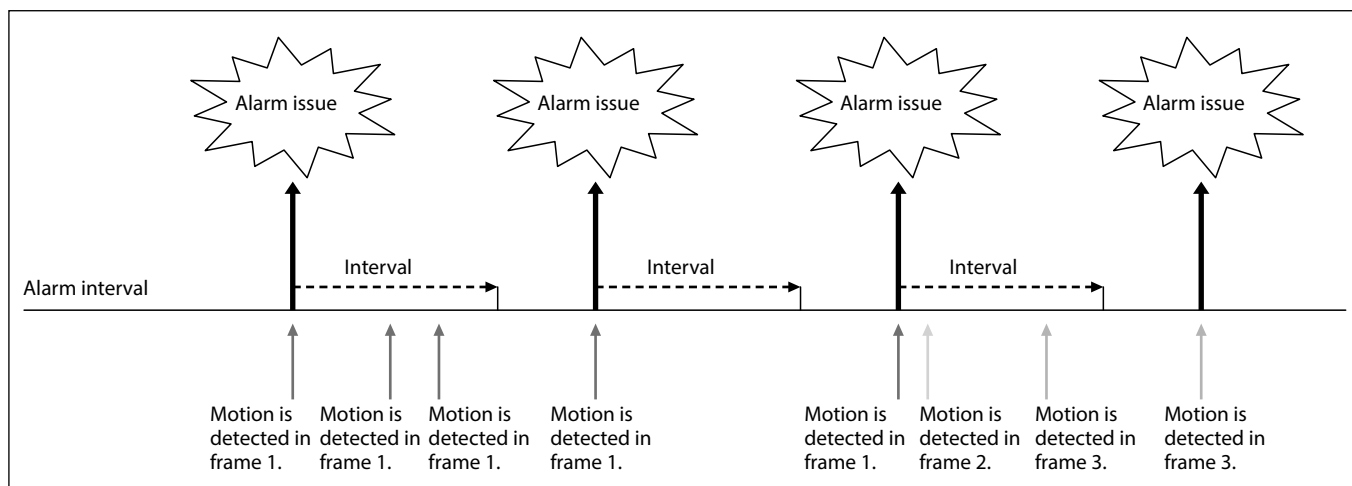 Alarm issue
Alarm issue
Alarm issue
Alarm issue
Interval
Interval
Interval
Alarm interval
Motion is
detected in
frame 1.
Motion is
detected in
frame 1.
Motion is
detected in
frame 1.
Motion is
detected in
frame 1.
Motion is
detected in
frame 1.
Motion is
detected in
frame 2.
Motion is
detected in
frame 3.
Motion is
detected in
frame 3.